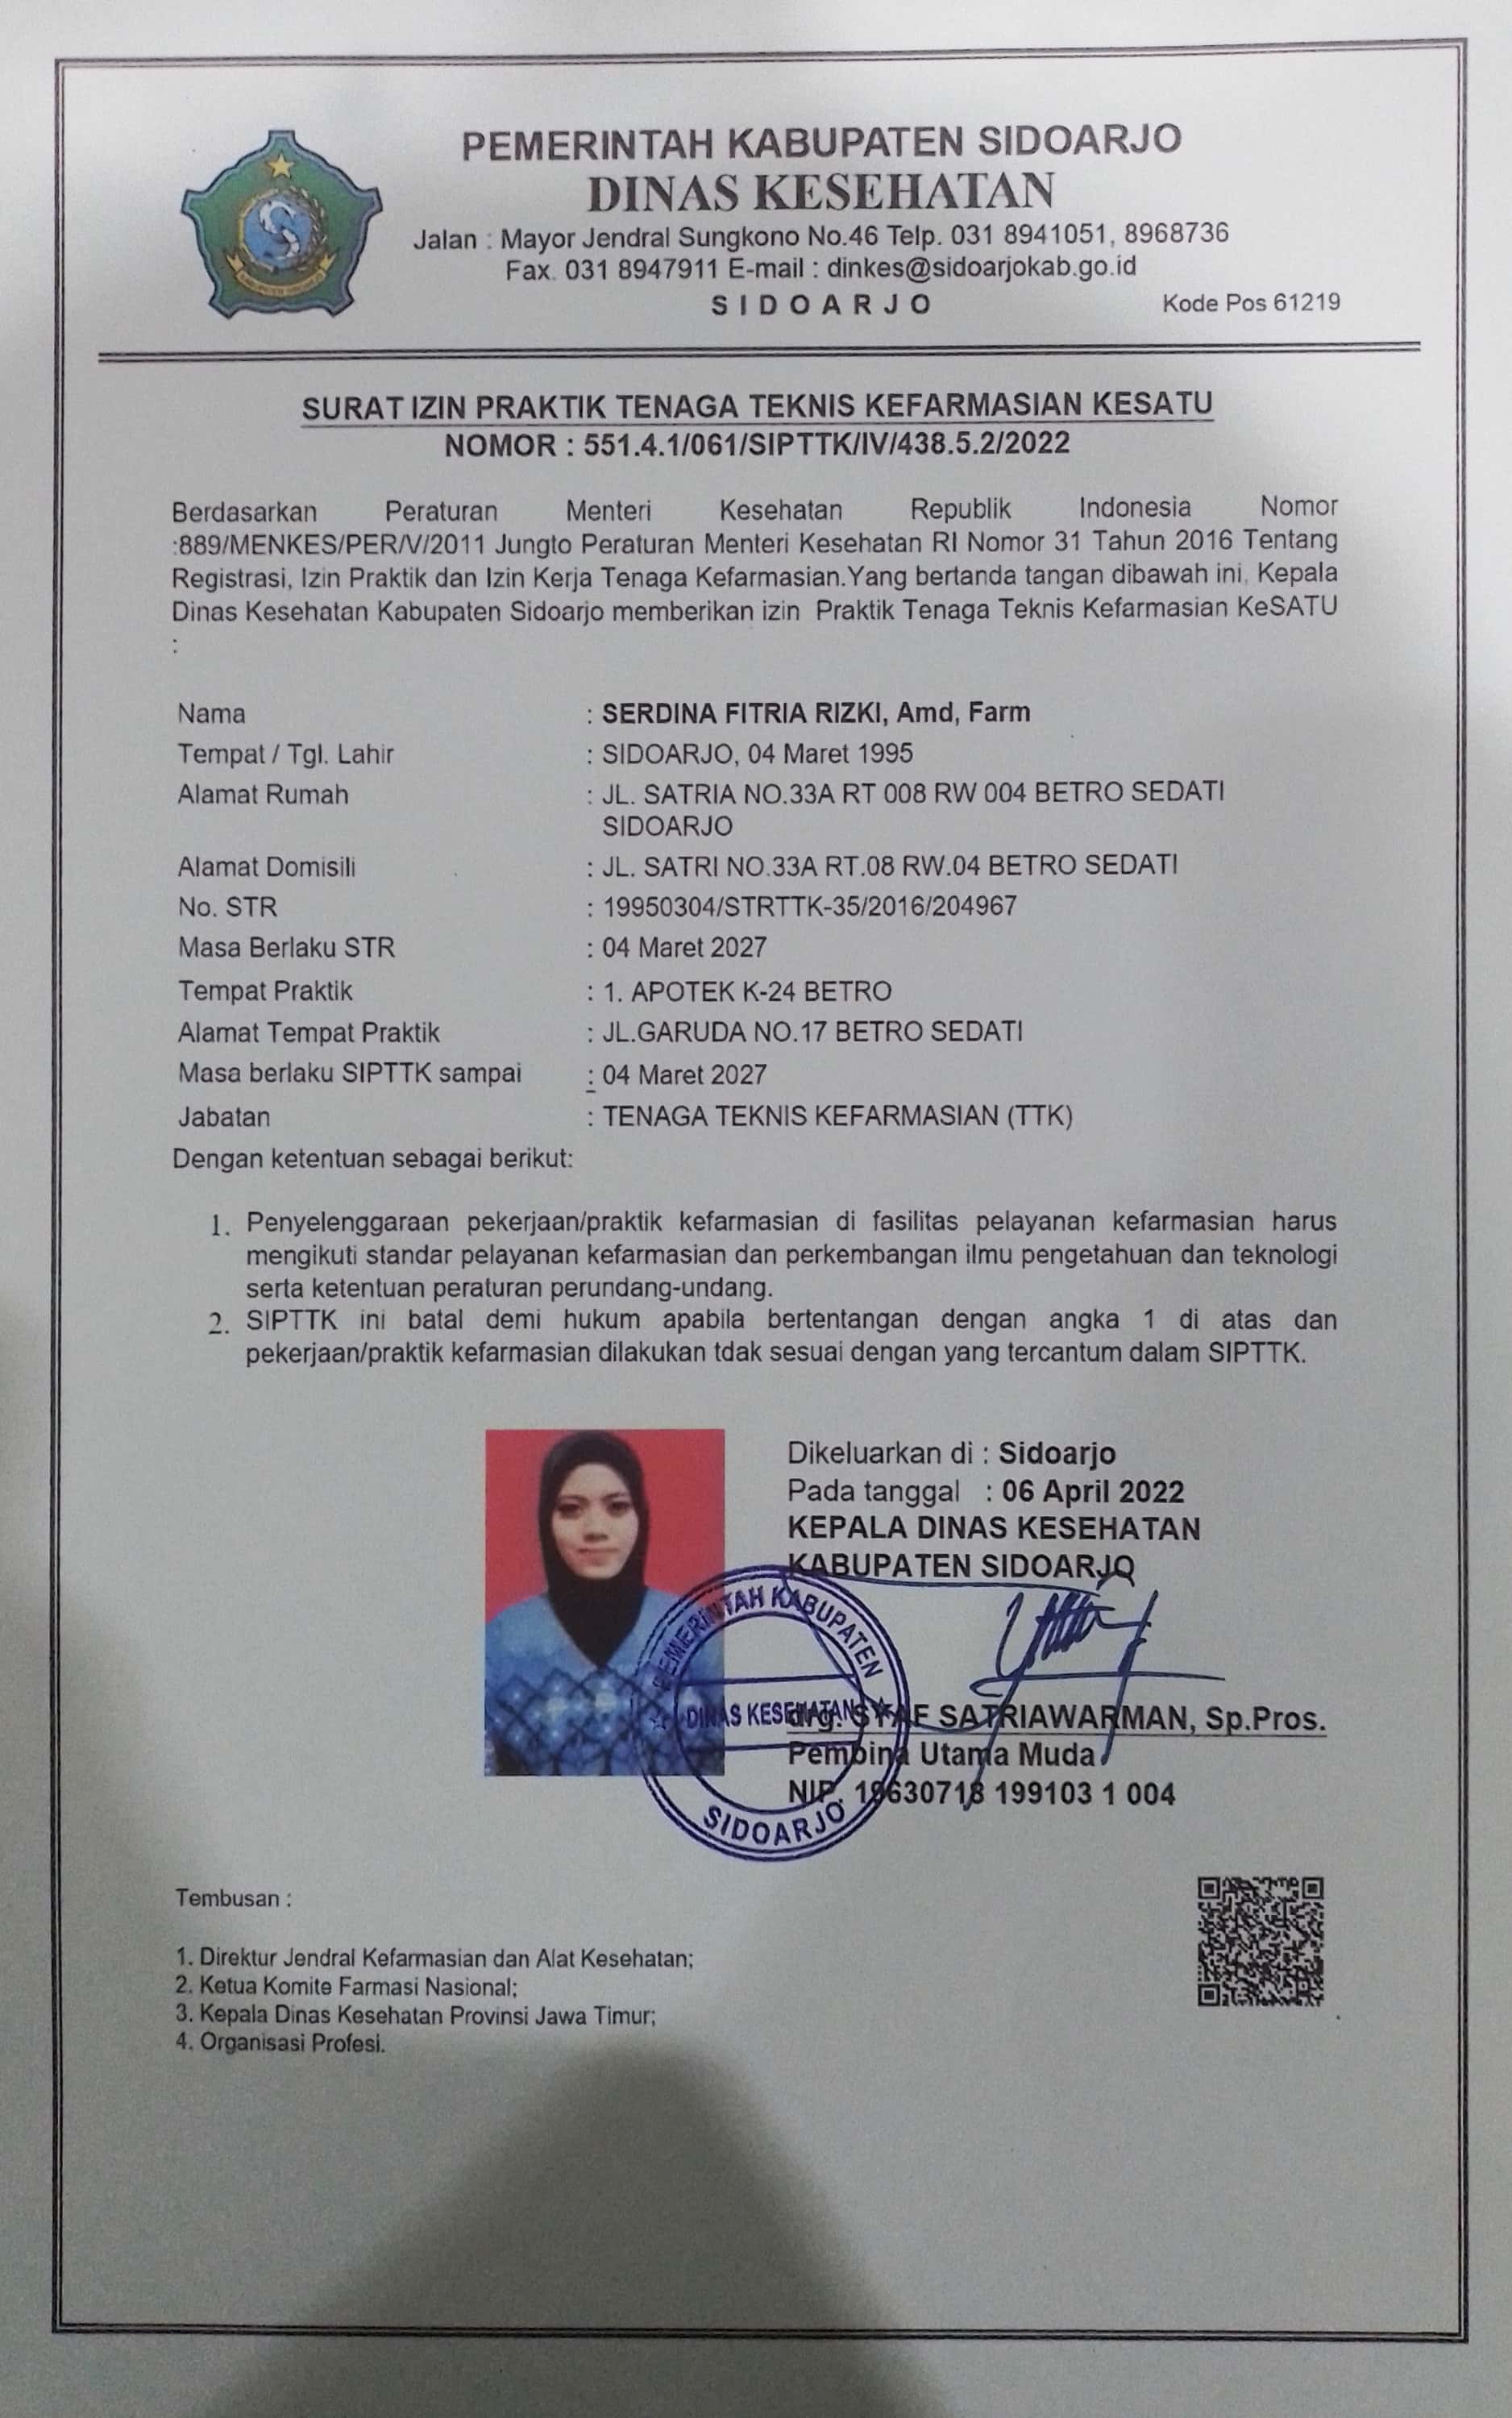 PEMERINTAH KABUPATEN SIDOARJO
DINAS KESEHATAN
Jalan : Mayor Jendral Sungkono No.46 Telp. 031 8941051, 8968736
Fax. 031 8947911 E-mail : dinkes@sidoarjokab.go.id
SIDOARJO
Kode Pos 61219
SURAT IZIN PRAKTIK TENAGA TEKNIS KEFARMASIAN KESATU
NOMOR : 551.4.1/061/SIPTTK/IV/438.5.2/2022
Berdasarkan Peraturan Menteri Kesehatan Republik Indonesia Nomor
:889/MENKES/PER/V/2011 Jungto Peraturan Menteri Kesehatan RI Nomor 31 Tahun 2016 Tentang
Registrasi, Izin Praktik dan Izin Kerja Tenaga Kefarmasian.Yang bertanda tangan dibawah ini, Kepala
Dinas Kesehatan Kabupaten Sidoarjo memberikan izin Praktik Tenaga Teknis Kefarmasian KeSATU
:
Nama : SERDINA FITRIA RIZKI, Amd, Farm
Tempat / Tgl. Lahir : SIDOARJO, 04 Maret 1995
Alamat Rumah : JL. SATRIA NO.33A RT 008 RW 004 BETRO SEDATI
SIDOARJO
Alamat Domisili : JL. SATRI NO.33A RT.08 RW.04 BETRO SEDATI
No. STR : 19950304/STRTTK-35/2016/204967
Masa Berlaku STR : 04 Maret 2027
Tempat Praktik : 1. APOTEK K-24 BETRO
Alamat Tempat Praktik : JL.GARUDA NO.17 BETRO SEDATI
Masa berlaku SIPTTK sampai : 04 Maret 2027
Jabatan : TENAGA TEKNIS KEFARMASIAN (TTK)
Dengan ketentuan sebagai berikut:
1. Penyelenggaraan pekerjaan/praktik kefarmasian di fasilitas pelayanan kefarmasian harus
mengikuti standar pelayanan kefarmasian dan perkembangan ilmu pengetahuan dan teknologi
serta ketentuan peraturan perundang-undang.
2. SIPTTK ini batal demi hukum apabila bertentangan dengan angka 1 di atas dan
pekerjaan/praktik kefarmasian dilakukan tdak sesuai dengan yang tercantum dalam SIPTTK.
Dikeluarkan di : Sidoarjo
Pada tanggal : 06 April 2022
KEPALA DINAS KESEHATAN
KABUPATEN SIDOARJO
PEMERINTAH KABUPATEN
DINAS KESEHATAN
SIDOARJO
drg. SYAF SATRIAWARMAN, Sp.Pros.
Pembina Utama Muda
NIP. 19630718 199103 1 004
Tembusan :
1. Direktur Jendral Kefarmasian dan Alat Kesehatan;
2. Ketua Komite Farmasi Nasional;
3. Kepala Dinas Kesehatan Provinsi Jawa Timur;
4. Organisasi Profesi.